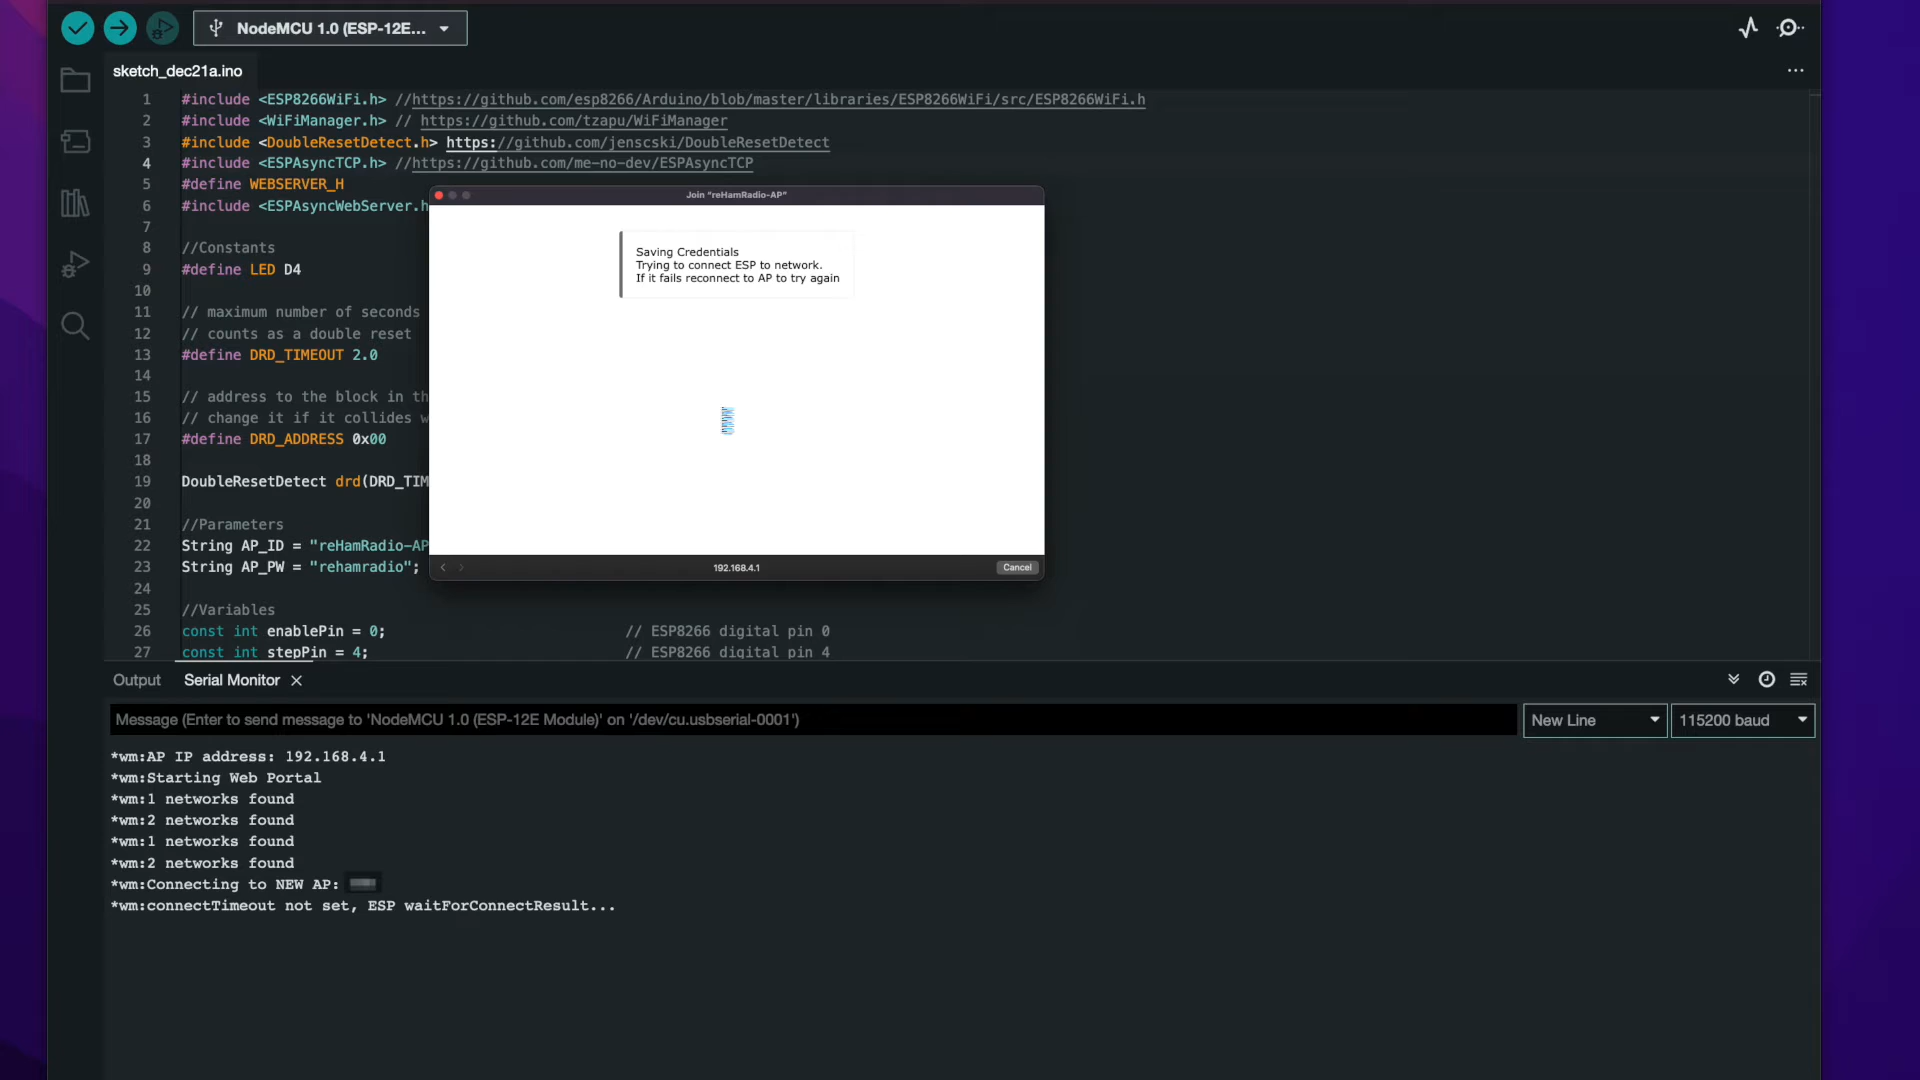 NodeMCU 1.0 (ESP-12E...
sketch_dec21a.ino
1 #include <ESP8266WiFi.h> //https://github.com/esp8266/Arduino/blob/master/libraries/ESP8266WiFi/src/ESP8266WiFi.h
2 #include <WiFiManager.h> // https://github.com/tzapu/WiFiManager
3 #include <DoubleResetDetect.h> https://github.com/jenscski/DoubleResetDetect
4 #include <ESPAsyncTCP.h> //https://github.com/me-no-dev/ESPAsyncTCP
5 #define WEBSERVER_H
6 #include <ESPAsyncWebServer.h
7
8 //Constants
9 #define LED D4
10
11 // maximum number of seconds
12 // counts as a double reset
13 #define DRD_TIMEOUT 2.0
14
15 // address to the block in th
16 // change it if it collides w
17 #define DRD_ADDRESS 0x00
18
19 DoubleResetDetect drd(DRD_TIM
20
21 //Parameters
22 String AP_ID = "reHamRadio-AP
23 String AP_PW = "rehamradio";
24
25 //Variables
26 const int enablePin = 0; // ESP8266 digital pin 0
27 const int stepPin = 4; // ESP8266 digital pin 4
Join "reHamRadio-AP"
Saving Credentials
Trying to connect ESP to network.
If it fails reconnect to AP to try again
192.168.4.1
Cancel
Output Serial Monitor
Message (Enter to send message to 'NodeMCU 1.0 (ESP-12E Module)' on '/dev/cu.usbserial-0001')
New Line 115200 baud
*wm:AP IP address: 192.168.4.1
*wm:Starting Web Portal
*wm:1 networks found
*wm:2 networks found
*wm:1 networks found
*wm:2 networks found
*wm:Connecting to NEW AP:
*wm:connectTimeout not set, ESP waitForConnectResult...